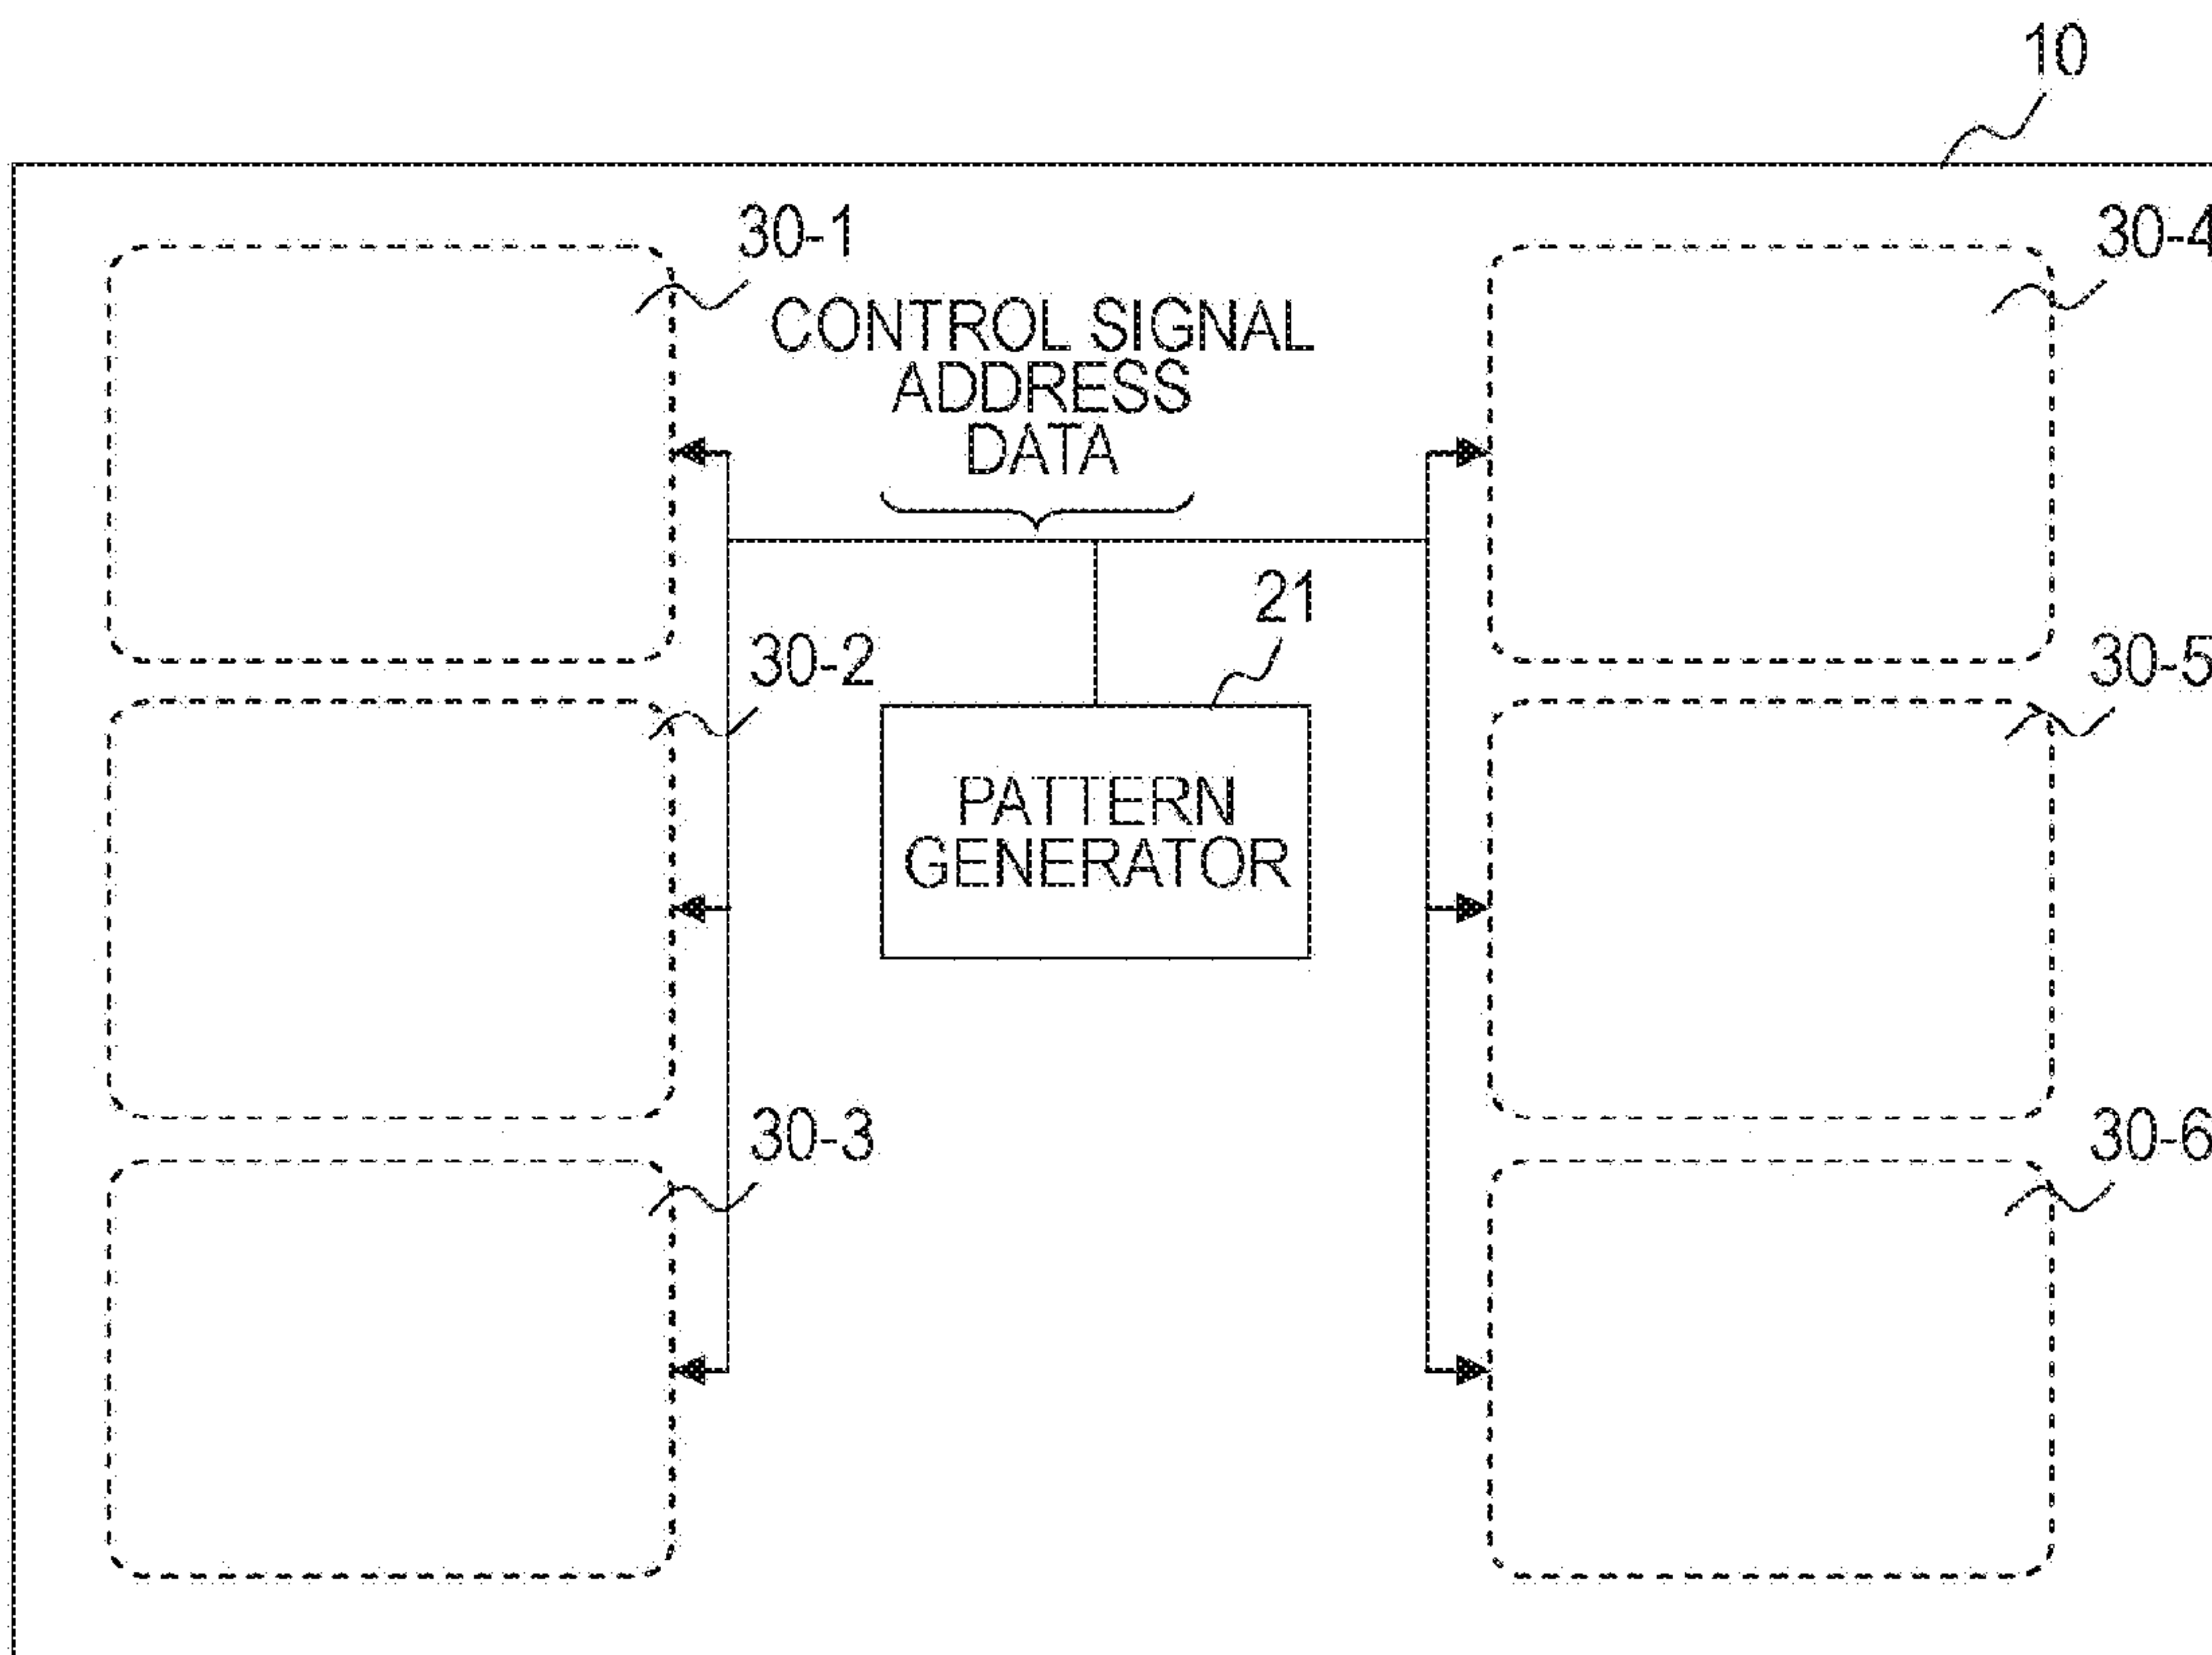 10
30-1
30-4
CONTROL SIGNAL
ADDRESS
DATA
21
30-2
30-5
PATTERN
GENERATOR
30-3
30-6